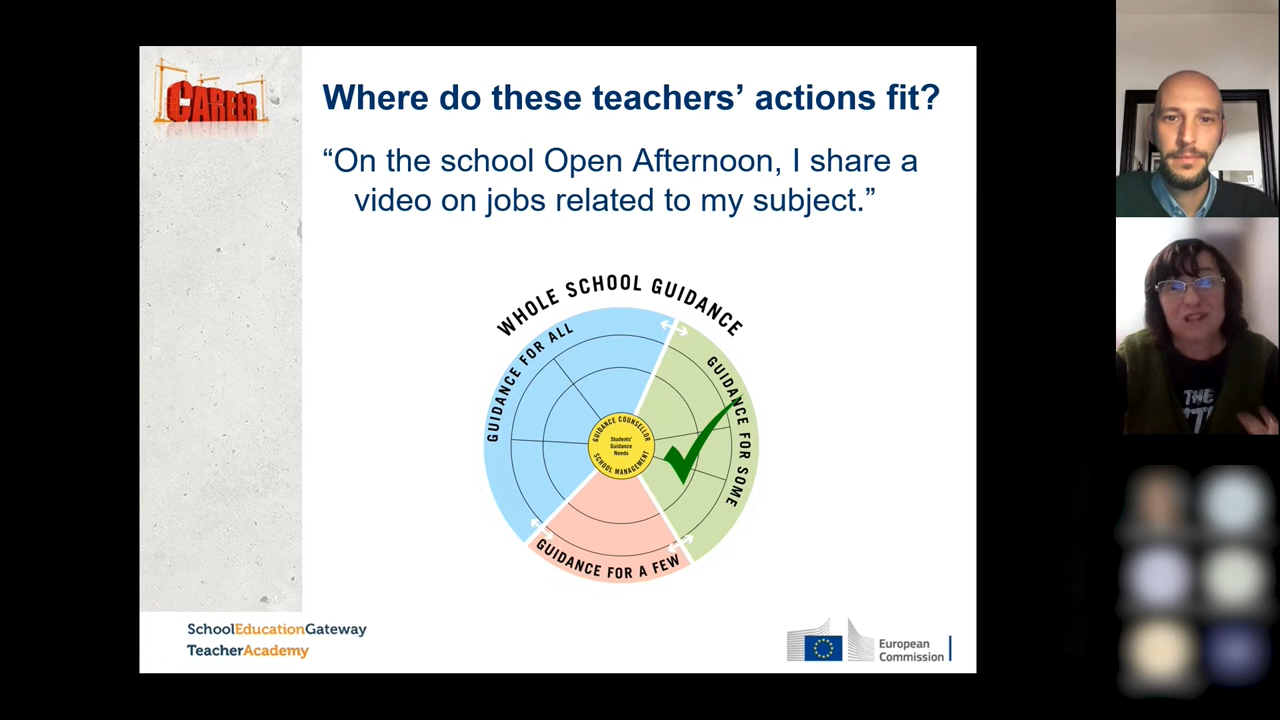 CAREER
Where do these teachers’ actions fit?
“On the school Open Afternoon, I share a
video on jobs related to my subject.”
WHOLE SCHOOL GUIDANCE
GUIDANCE FOR ALL
GUIDANCE FOR SOME
GUIDANCE FOR A FEW
GUIDANCE COUNSELLOR
Students'
Guidance
Needs
SCHOOL MANAGEMENT
THE
SchoolEducationGateway
TeacherAcademy
European
Commission